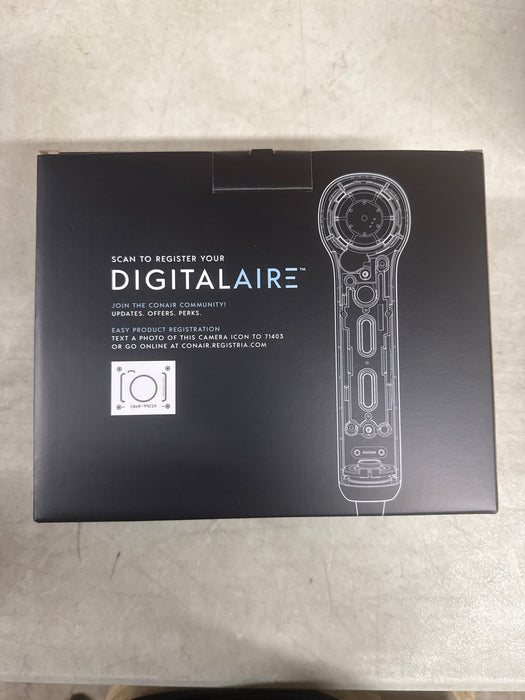 SCAN TO REGISTER YOUR
DIGITALAIRE™
JOIN THE CONAIR COMMUNITY!
UPDATES. OFFERS. PERKS.
EASY PRODUCT REGISTRATION
TEXT A PHOTO OF THIS CAMERA ICON TO 71403
OR GO ONLINE AT CONAIR.REGISTRIA.COM